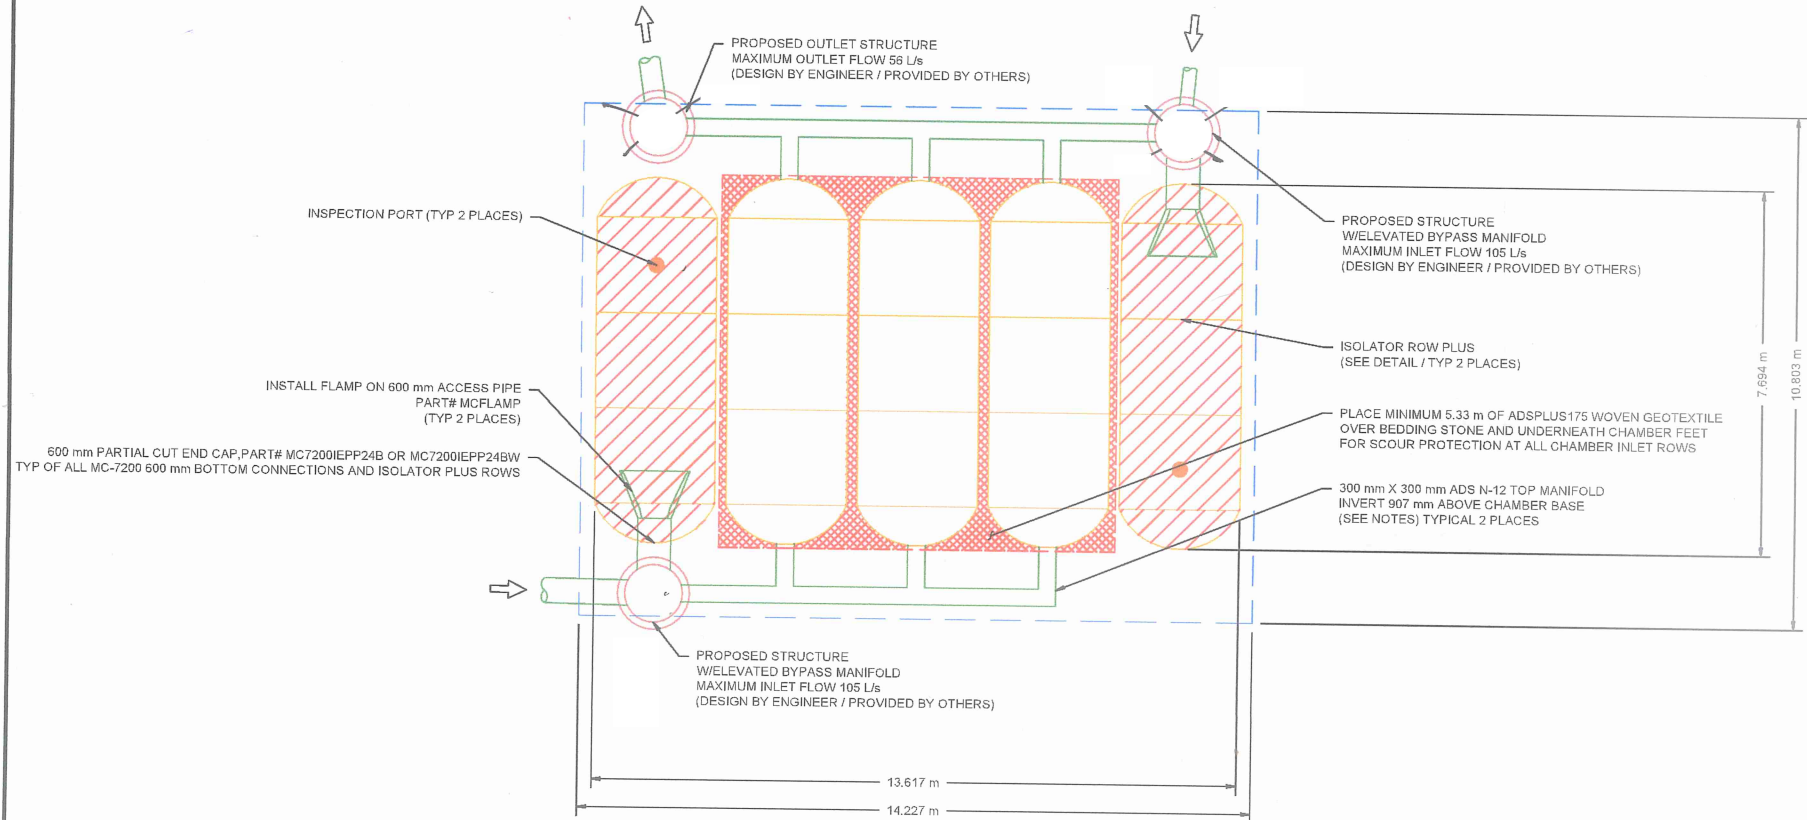 PROPOSED OUTLET STRUCTURE
MAXIMUM OUTLET FLOW 56 L/s
(DESIGN BY ENGINEER / PROVIDED BY OTHERS)
INSPECTION PORT (TYP 2 PLACES)
PROPOSED STRUCTURE
W/ELEVATED BYPASS MANIFOLD
MAXIMUM INLET FLOW 105 L/s
(DESIGN BY ENGINEER / PROVIDED BY OTHERS)
ISOLATOR ROW PLUS
(SEE DETAIL / TYP 2 PLACES)
7.694 m
10.803 m
INSTALL FLAMP ON 600 mm ACCESS PIPE
PART# MCFLAMP
(TYP 2 PLACES)
PLACE MINIMUM 5.33 m OF ADSPLUS175 WOVEN GEOTEXTILE
OVER BEDDING STONE AND UNDERNEATH CHAMBER FEET
FOR SCOUR PROTECTION AT ALL CHAMBER INLET ROWS
600 mm PARTIAL CUT END CAP,PART# MC7200IEPP24B OR MC7200IEPP24BW
TYP OF ALL MC-7200 600 mm BOTTOM CONNECTIONS AND ISOLATOR PLUS ROWS
300 mm X 300 mm ADS N-12 TOP MANIFOLD
INVERT 907 mm ABOVE CHAMBER BASE
(SEE NOTES) TYPICAL 2 PLACES
PROPOSED STRUCTURE
W/ELEVATED BYPASS MANIFOLD
MAXIMUM INLET FLOW 105 L/s
(DESIGN BY ENGINEER / PROVIDED BY OTHERS)
13.617 m
14.227 m